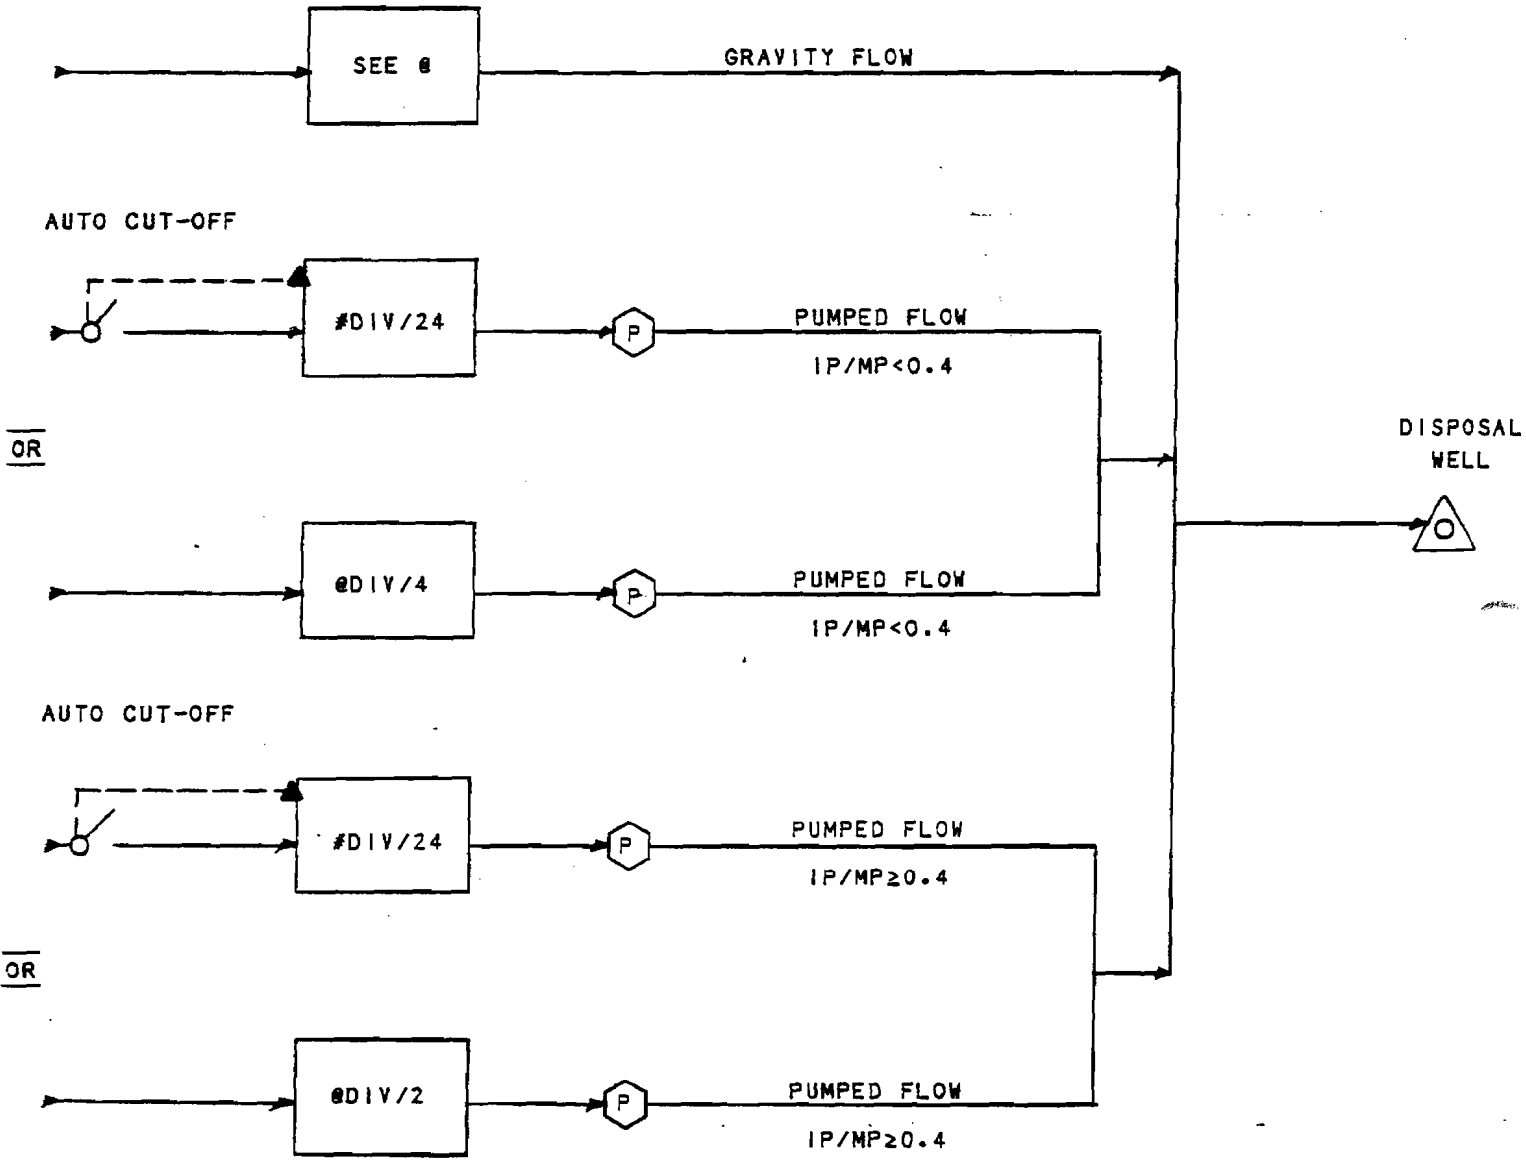 SEE @
GRAVITY FLOW
AUTO CUT-OFF
#DIV/24
P
PUMPED FLOW
IP/MP<0.4
OR
DISPOSAL
WELL
@DIV/4
P
PUMPED FLOW
IP/MP<0.4
AUTO CUT-OFF
#DIV/24
P
PUMPED FLOW
IP/MP≥0.4
OR
@DIV/2
P
PUMPED FLOW
IP/MP≥0.4